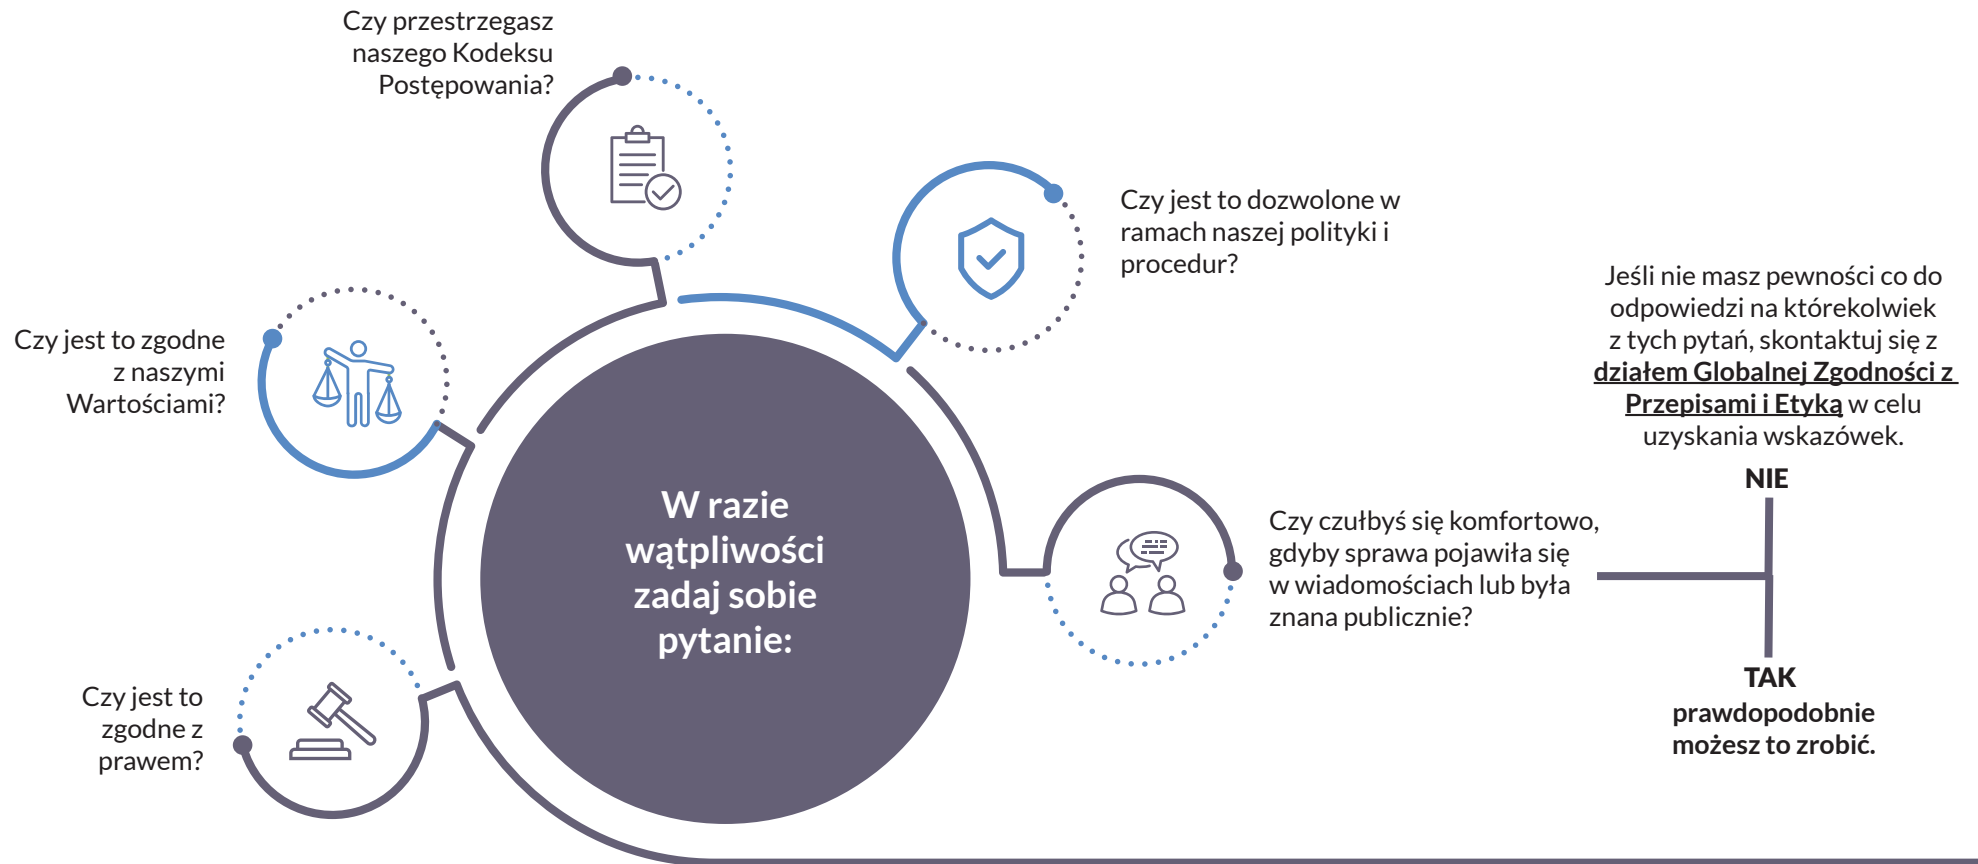 Czy przestrzegasz
naszego Kodeksu
Postępowania?
Czy jest to dozwolone w
ramach naszej polityki i
procedur?
Czy jest to zgodne
z naszymi
Wartościami?
Jeśli nie masz pewności co do
odpowiedzi na którekolwiek
z tych pytań, skontaktuj się z
działem Globalnej Zgodności z
Przepisami i Etyką w celu
uzyskania wskazówek.
NIE
W razie
wątpliwości
zadaj sobie
pytanie:
Czy czułbyś się komfortowo,
gdyby sprawa pojawiła się
w wiadomościach lub była
znana publicznie?
Czy jest to
zgodne z
prawem?
TAK
prawdopodobnie
możesz to zrobić.